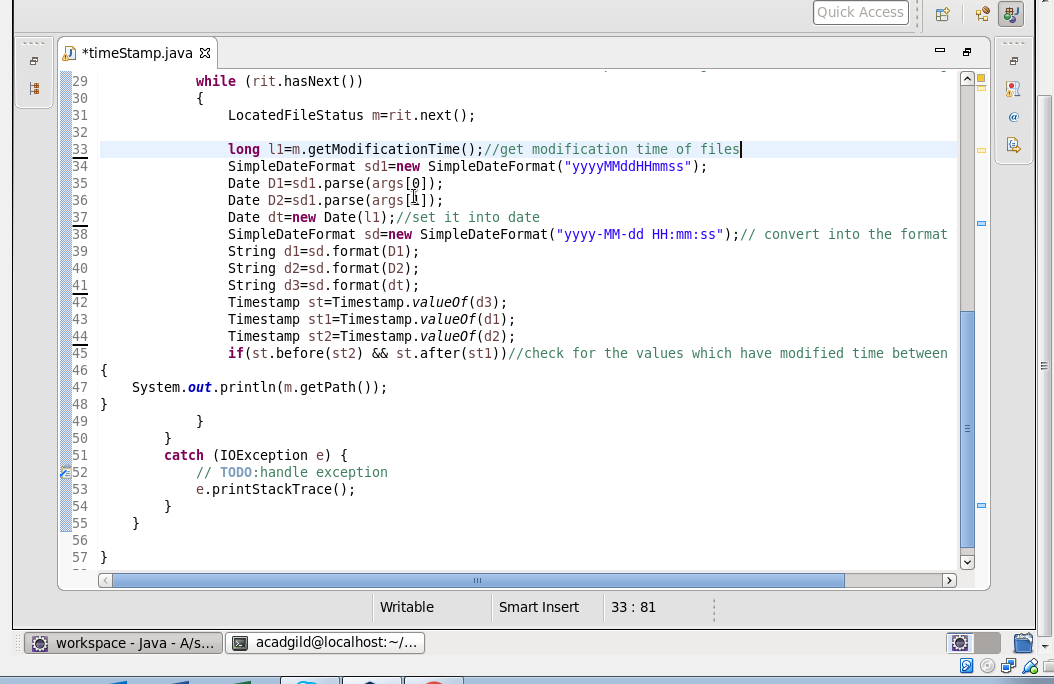 Quick Access
*timeStamp.java
29 while (rit.hasNext())
30 {
31 LocatedFileStatus m=rit.next();
32
33 long l1=m.getModificationTime();//get modification time of files
34 SimpleDateFormat sd1=new SimpleDateFormat("yyyyMMddHHmmss");
35 Date D1=sd1.parse(args[0]);
36 Date D2=sd1.parse(args[1]);
37 Date dt=new Date(l1);//set it into date
38 SimpleDateFormat sd=new SimpleDateFormat("yyyy-MM-dd HH:mm:ss");// convert into the format
39 String d1=sd.format(D1);
40 String d2=sd.format(D2);
41 String d3=sd.format(dt);
42 Timestamp st=Timestamp.valueOf(d3);
43 Timestamp st1=Timestamp.valueOf(d1);
44 Timestamp st2=Timestamp.valueOf(d2);
45 if(st.before(st2) && st.after(st1))//check for the values which have modified time between
46 {
47 System.out.println(m.getPath());
48 }
49 }
50 }
51 catch (IOException e) {
52 // TODO:handle exception
53 e.printStackTrace();
54 }
55 }
56
57 }
Writable Smart Insert 33 : 81
workspace - Java - A/s... acadgild@localhost:~/...